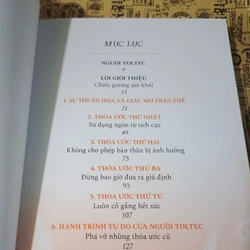 MỤC LỤC
NGƯỜI TOLTEC
9
LỜI GIỚI THIỆU
Chiếc gương ám khói
13
1. SỰ THUẦN HÓA VÀ GIẤC MƠ TRẦN THẾ
21
2. THỎA ƯỚC THỨ NHẤT
Sử dụng ngôn từ tích cực
49
3. THỎA ƯỚC THỨ HAI
Không cho phép bản thân bị ảnh hưởng
75
4. THỎA ƯỚC THỨ BA
Đừng bao giờ đưa ra giả định
93
5. THỎA ƯỚC THỨ TƯ
Luôn cố gắng hết sức
107
6. HÀNH TRÌNH TỰ DO CỦA NGƯỜI TOLTEC
Phá vỡ những thỏa ước cũ
127